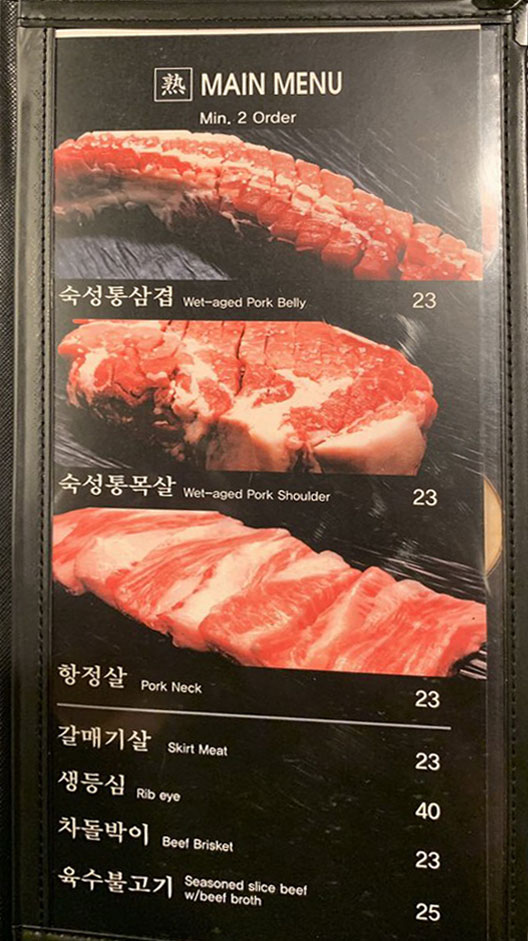 熟 MAIN MENU
Min. 2 Order
숙성통삼겹 Wet-aged Pork Belly 23
숙성통목살 Wet-aged Pork Shoulder 23
항정살 Pork Neck 23
갈매기살 Skirt Meat 23
생등심 Rib eye 40
차돌박이 Beef Brisket 23
육수불고기 Seasoned slice beef
w/beef broth 25